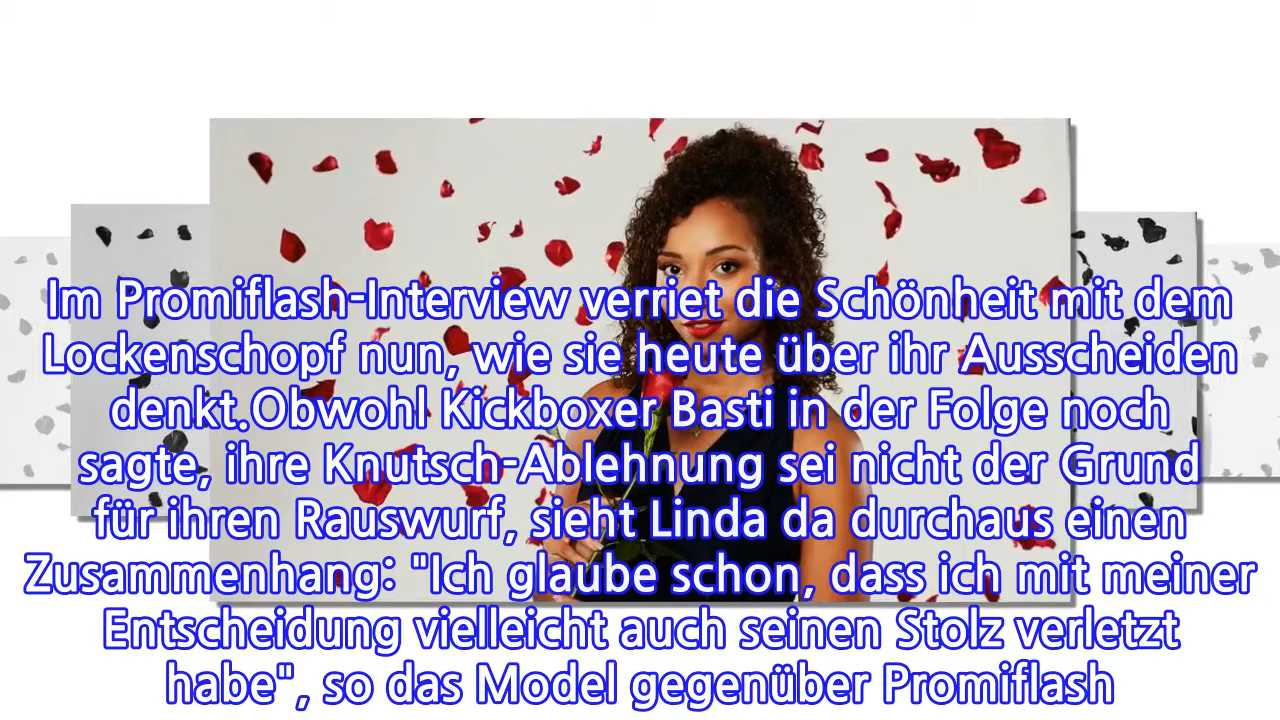 Im Promiflash-Interview verriet die Schönheit mit dem
Lockenschopf nun, wie sie heute über ihr Ausscheiden
denkt.Obwohl Kickboxer Basti in der Folge noch
sagte, ihre Knutsch-Ablehnung sei nicht der Grund
für ihren Rauswurf, sieht Linda da durchaus einen
Zusammenhang: "Ich glaube schon, dass ich mit meiner
Entscheidung vielleicht auch seinen Stolz verletzt
habe", so das Model gegenüber Promiflash